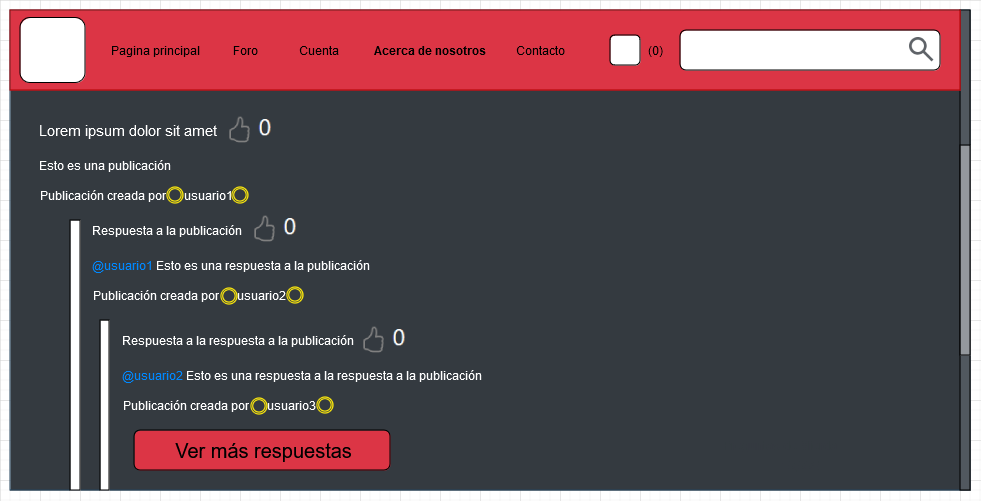 Pagina principal Foro Cuenta Acerca de nosotros Contacto (0)
Lorem ipsum dolor sit amet 0
Esto es una publicación
Publicación creada por usuario1
Respuesta a la publicación 0
@usuario1 Esto es una respuesta a la publicación
Publicación creada por usuario2
Respuesta a la respuesta a la publicación 0
@usuario2 Esto es una respuesta a la respuesta a la publicación
Publicación creada por usuario3
Ver más respuestas